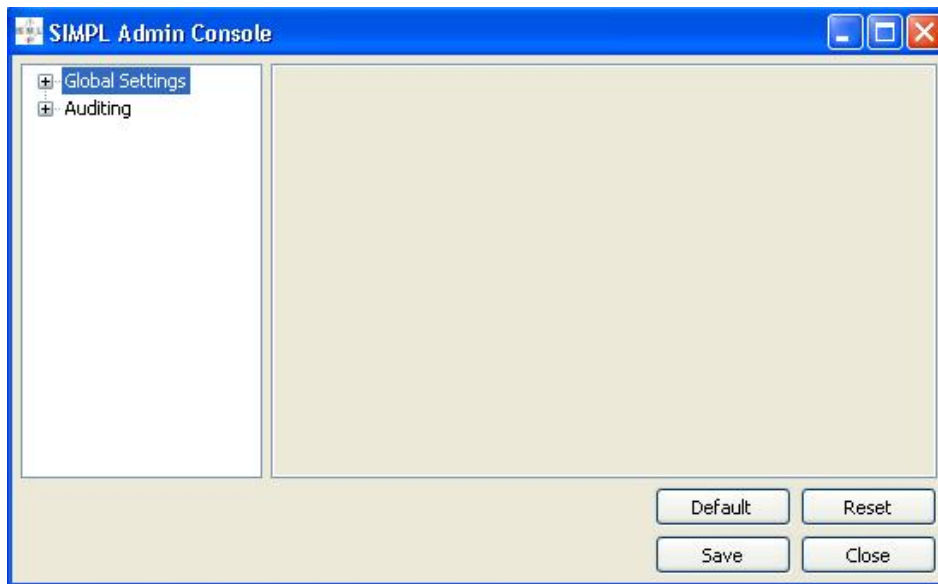 SIMPL Admin Console
Global Settings
Auditing
Default
Reset
Save
Close